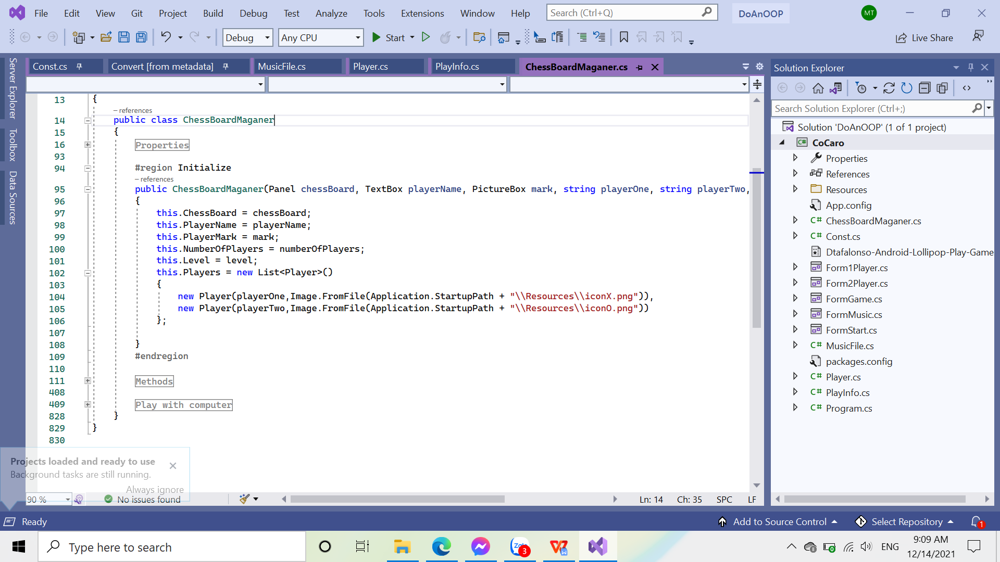 File Edit View Git Project Build Debug Test Analyze Tools Extensions Window Help Search (Ctrl+Q) DoAnOOP MT
Debug Any CPU Start Live Share
Const.cs Convert [from metadata] MusicFile.cs Player.cs PlayInfo.cs ChessBoardMaganer.cs
Server Explorer
Toolbox
Data Sources
13 {
– references
14 public class ChessBoardMaganer
15 {
16 Properties
93
94 #region Initialize
– references
95 public ChessBoardMaganer(Panel chessBoard, TextBox playerName, PictureBox mark, string playerOne, string playerTwo,
96 {
97 this.ChessBoard = chessBoard;
98 this.PlayerName = playerName;
99 this.PlayerMark = mark;
100 this.NumberOfPlayers = numberOfPlayers;
101 this.Level = level;
102 this.Players = new List<Player>()
103 {
104 new Player(playerOne,Image.FromFile(Application.StartupPath + "\\Resources\\iconX.png")),
105 new Player(playerTwo,Image.FromFile(Application.StartupPath + "\\Resources\\iconO.png"))
106 };
107
108 }
109 #endregion
110
111 Methods
408
409 Play with computer
828 }
829 }
830
Projects loaded and ready to use
Background tasks are still running.
Always ignore
90 % No issues found Ln: 14 Ch: 35 SPC LF
Solution Explorer
Search Solution Explorer (Ctrl+;)
Solution 'DoAnOOP' (1 of 1 project)
C# CoCaro
Properties
References
Resources
App.config
C# ChessBoardMaganer.cs
C# Const.cs
Dtafalonso-Android-Lollipop-Play-Game
Form1Player.cs
Form2Player.cs
FormGame.cs
FormMusic.cs
FormStart.cs
C# MusicFile.cs
packages.config
C# Player.cs
C# PlayInfo.cs
C# Program.cs
Ready Add to Source Control Select Repository 1
Type here to search Zalo 3 W ENG 9:09 AM
12/14/2021